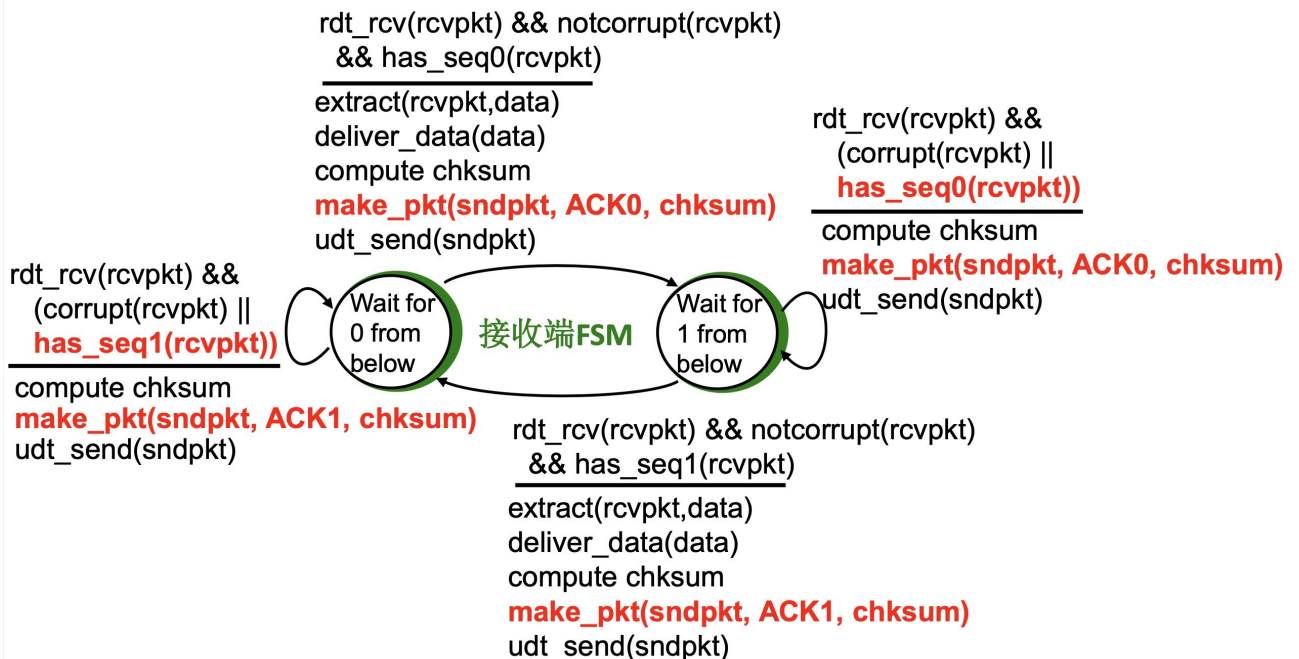 rdt_rcv(rcvpkt) && notcorrupt(rcvpkt)
&& has_seq0(rcvpkt)
extract(rcvpkt,data)
deliver_data(data)
compute chksum
make_pkt(sndpkt, ACK0, chksum)
udt_send(sndpkt)
rdt_rcv(rcvpkt) &&
(corrupt(rcvpkt) ||
has_seq0(rcvpkt))
compute chksum
make_pkt(sndpkt, ACK0, chksum)
udt_send(sndpkt)
rdt_rcv(rcvpkt) &&
(corrupt(rcvpkt) ||
has_seq1(rcvpkt))
compute chksum
make_pkt(sndpkt, ACK1, chksum)
udt_send(sndpkt)
Wait for
0 from
below
接收端FSM
Wait for
1 from
below
rdt_rcv(rcvpkt) && notcorrupt(rcvpkt)
&& has_seq1(rcvpkt)
extract(rcvpkt,data)
deliver_data(data)
compute chksum
make_pkt(sndpkt, ACK1, chksum)
udt_send(sndpkt)